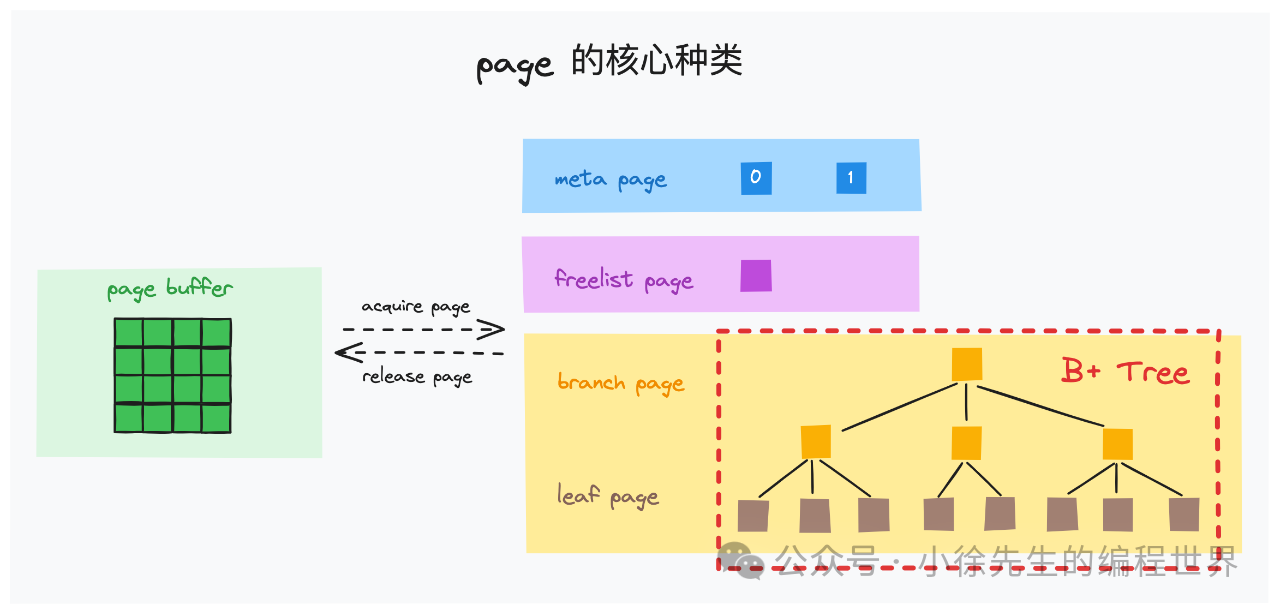 page 的核心种类
meta page
0
1
freelist page
page buffer
acquire page
release page
branch page
B+ Tree
leaf page
公众号 · 小徐先生的编程世界